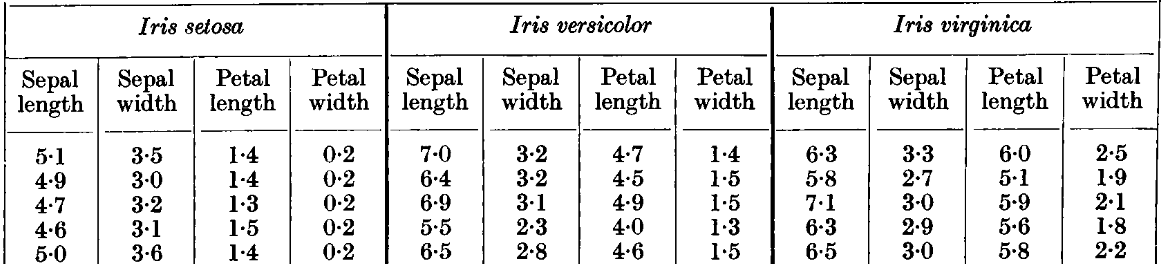 Iris setosa Iris versicolor Iris virginica
Sepal Sepal Petal Petal Sepal Sepal Petal Petal Sepal Sepal Petal Petal
length width length width length width length width length width length width
5·1 3·5 1·4 0·2 7·0 3·2 4·7 1·4 6·3 3·3 6·0 2·5
4·9 3·0 1·4 0·2 6·4 3·2 4·5 1·5 5·8 2·7 5·1 1·9
4·7 3·2 1·3 0·2 6·9 3·1 4·9 1·5 7·1 3·0 5·9 2·1
4·6 3·1 1·5 0·2 5·5 2·3 4·0 1·3 6·3 2·9 5·6 1·8
5·0 3·6 1·4 0·2 6·5 2·8 4·6 1·5 6·5 3·0 5·8 2·2